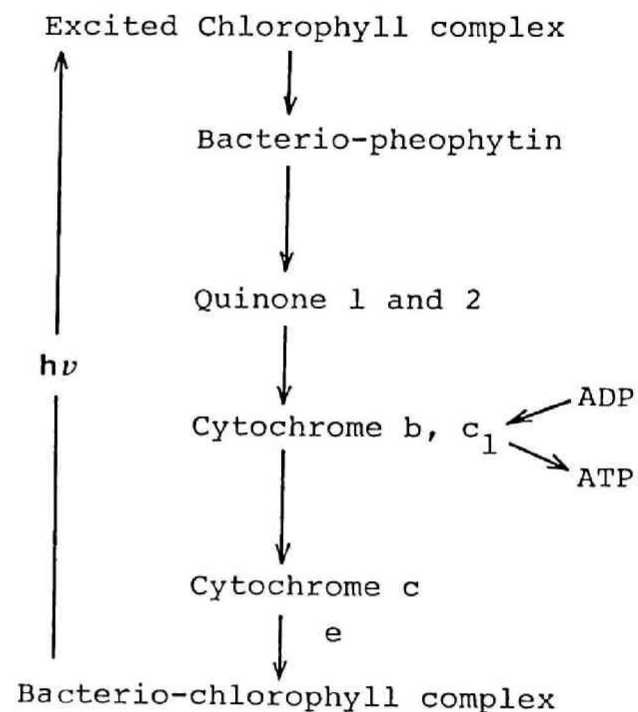 Excited Chlorophyll complex
Bacterio-pheophytin
Quinone 1 and 2
hν
ADP
Cytochrome b, c₁
ATP
Cytochrome c
e
Bacterio-chlorophyll complex